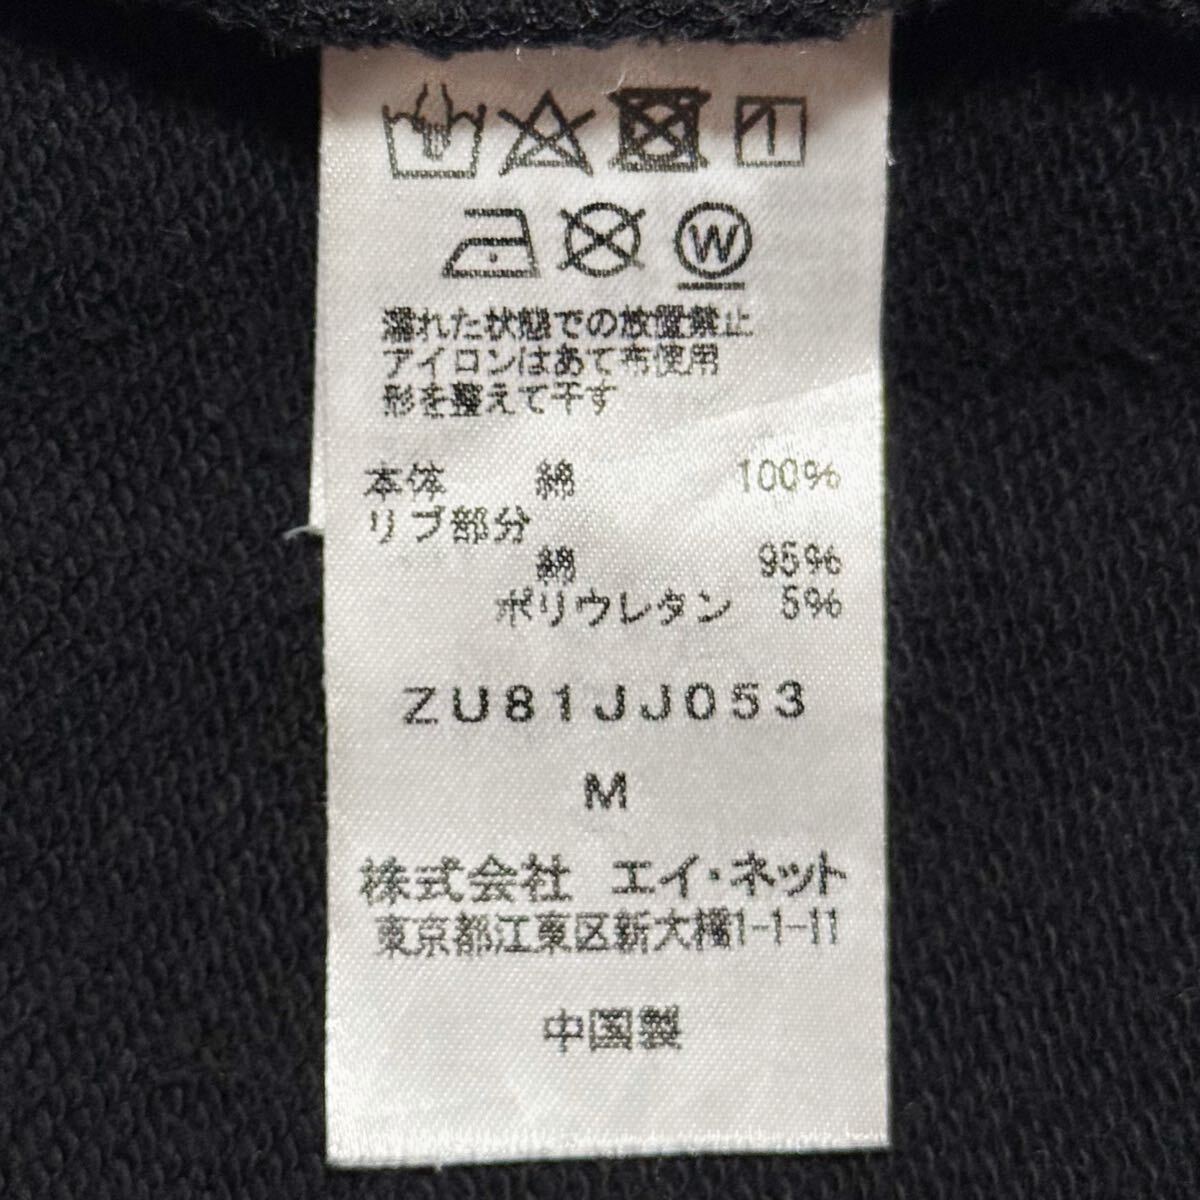 W
濡れた状態での放置禁止
アイロンはあて布使用
形を整えて干す
本体 綿 100%
リブ部分
綿 95%
ポリウレタン 5%
ZU81JJ053
M
株式会社 エイ・ネット
東京都江東区新大橋1-1-11
中国製